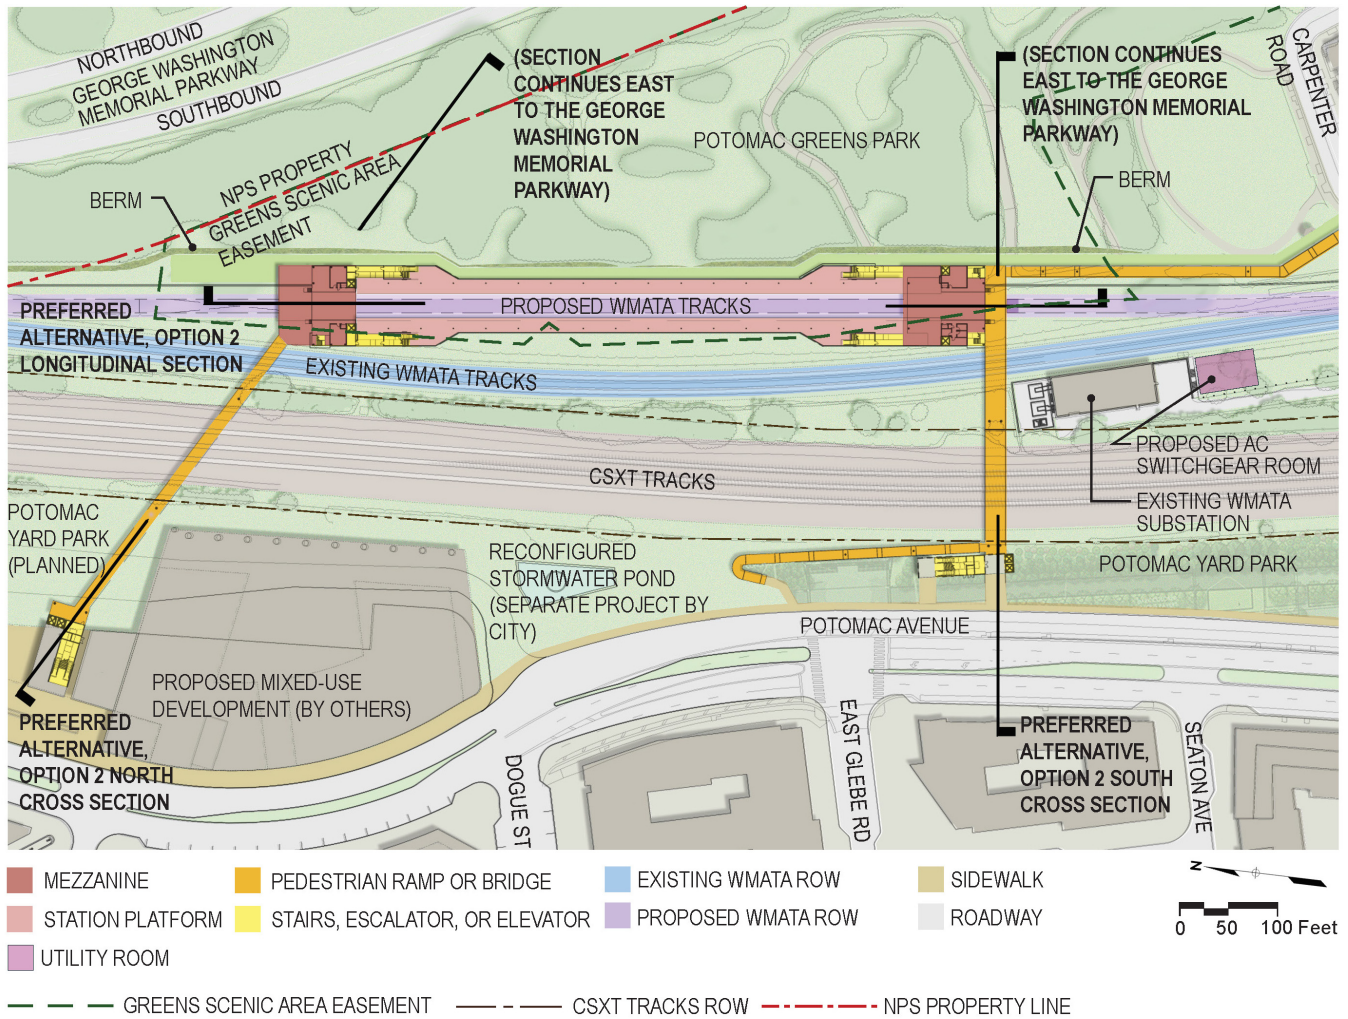 NORTHBOUND
GEORGE WASHINGTON
MEMORIAL PARKWAY
SOUTHBOUND
(SECTION
CONTINUES EAST
TO THE GEORGE
WASHINGTON
MEMORIAL
PARKWAY)
POTOMAC GREENS PARK
(SECTION CONTINUES
EAST TO THE GEORGE
WASHINGTON MEMORIAL
PARKWAY)
CARPENTER
ROAD
BERM
NPS PROPERTY
GREENS SCENIC AREA
EASEMENT
BERM
PREFERRED
ALTERNATIVE, OPTION 2
LONGITUDINAL SECTION
PROPOSED WMATA TRACKS
EXISTING WMATA TRACKS
PROPOSED AC
SWITCHGEAR ROOM
EXISTING WMATA
SUBSTATION
CSXT TRACKS
POTOMAC
YARD PARK
(PLANNED)
RECONFIGURED
STORMWATER POND
(SEPARATE PROJECT BY
CITY)
POTOMAC YARD PARK
POTOMAC AVENUE
PROPOSED MIXED-USE
DEVELOPMENT (BY OTHERS)
PREFERRED
ALTERNATIVE,
OPTION 2 NORTH
CROSS SECTION
DOGUE ST
EAST GLEBE RD
PREFERRED
ALTERNATIVE,
OPTION 2 SOUTH
CROSS SECTION
SEATON AVE
MEZZANINE
PEDESTRIAN RAMP OR BRIDGE
EXISTING WMATA ROW
SIDEWALK
STATION PLATFORM
STAIRS, ESCALATOR, OR ELEVATOR
PROPOSED WMATA ROW
ROADWAY
UTILITY ROOM
N
0 50 100 Feet
GREENS SCENIC AREA EASEMENT
CSXT TRACKS ROW
NPS PROPERTY LINE